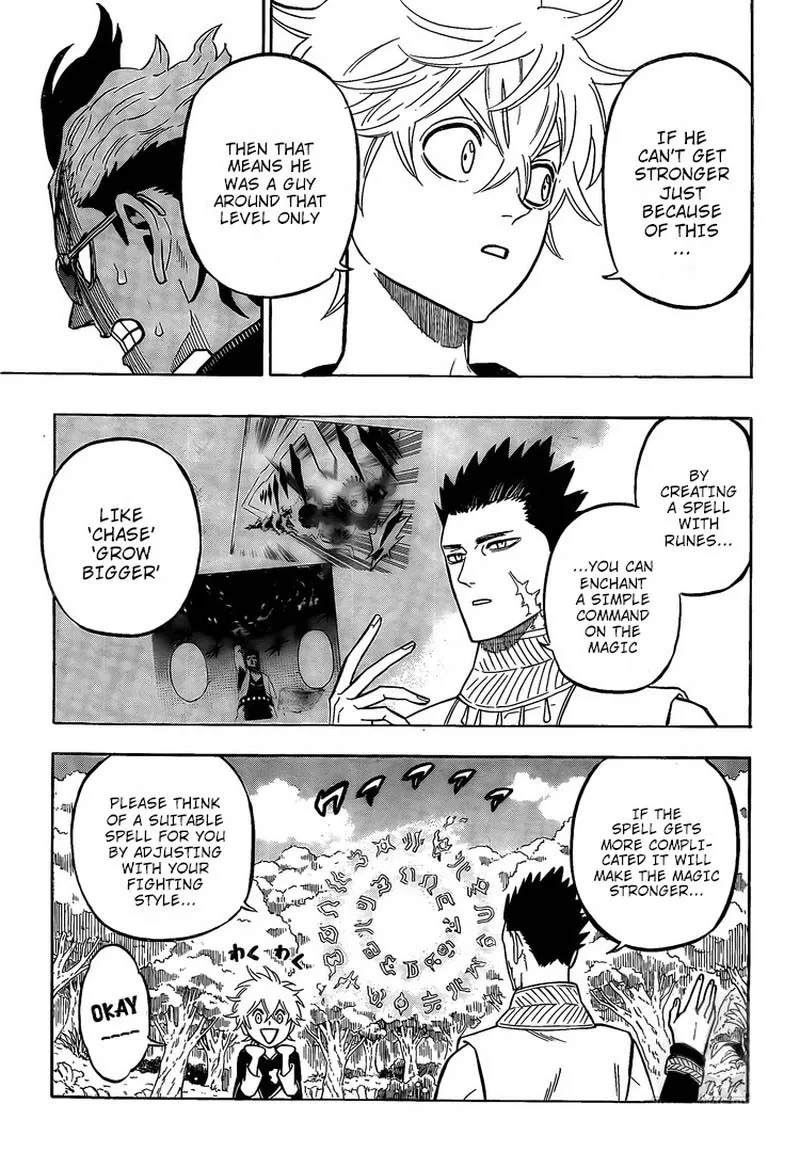 IF HE
CAN'T GET
STRONGER
JUST
BECAUSE
OF THIS
...
THEN THAT
MEANS HE
WAS A GUY
AROUND THAT
LEVEL ONLY
BY
CREATING
A SPELL
WITH
RUNES...
...YOU CAN
ENCHANT
A SIMPLE
COMMAND
ON THE
MAGIC
LIKE
'CHASE'
'GROW
BIGGER'
IF THE
SPELL GETS
MORE COMPLI-
CATED IT WILL
MAKE THE MAGIC
STRONGER...
PLEASE THINK
OF A SUITABLE
SPELL FOR YOU
BY ADJUSTING
WITH YOUR
FIGHTING
STYLE...
わく わく
OKAY
~~~~